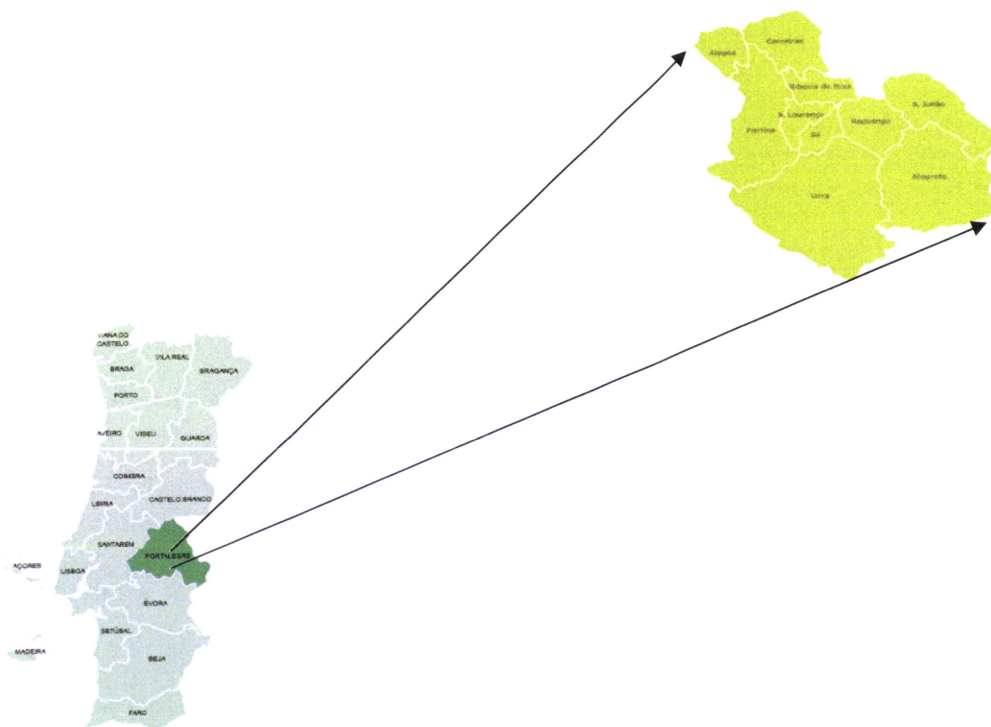 Alagoa
Carreiras
Ribeira de Nisa
S. Julião
S. Lourenço
Fortios
Sé
Reguengo
Alegrete
Urra
VIANA DO
CASTELO
VILA REAL
BRAGA
BRAGANÇA
PORTO
AVEIRO
VISEU
GUARDA
COIMBRA
LEIRIA
CASTELO BRANCO
SANTAREM
PORTALEGRE
AÇORES
LISBOA
ÉVORA
SETÚBAL
MADEIRA
BEJA
FARO